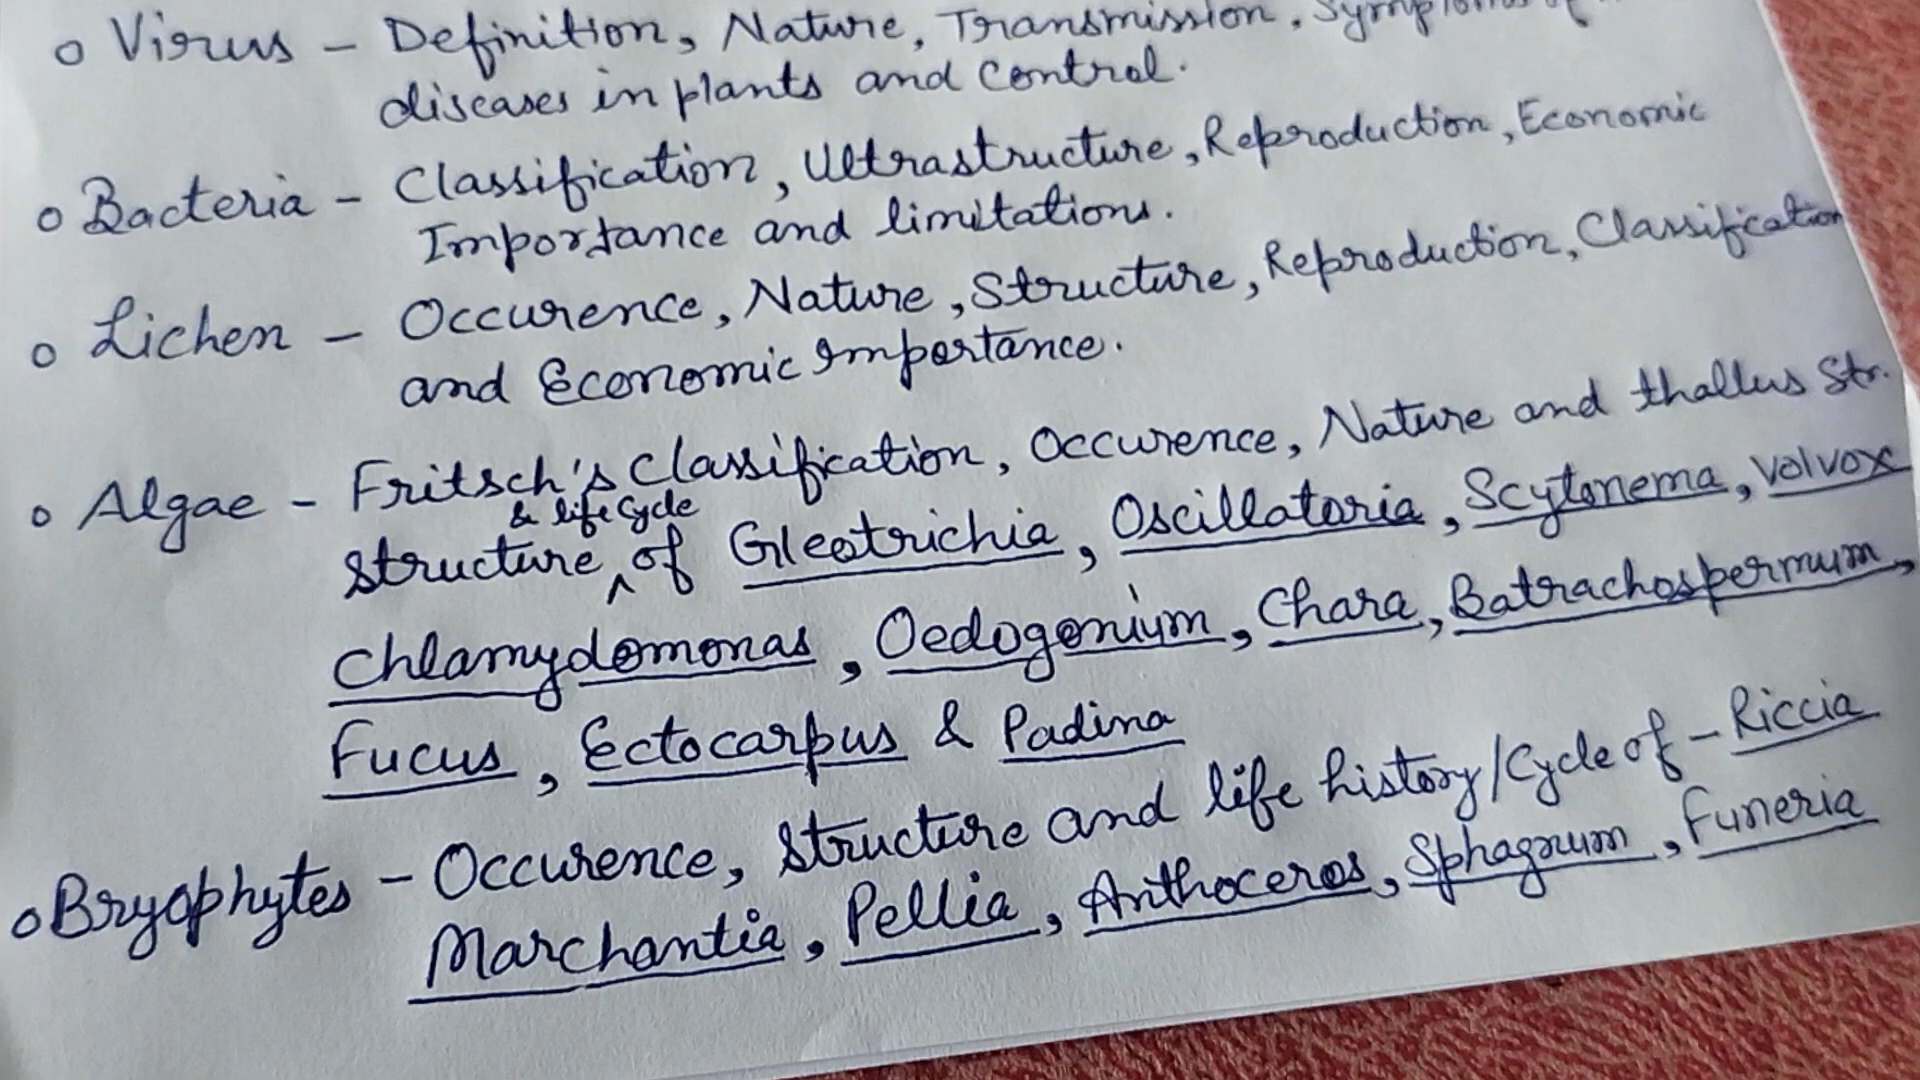 o Virus - Definition, Nature, Transmission, Symptoms of
diseases in plants and Control.
o Bacteria - Classification, Ultrastructure, Reproduction, Economic
Importance and limitations.
o Lichen - Occurence, Nature, Structure, Reproduction, Classification
and Economic Importance.
o Algae - Fritsch's Classification, Occurence, Nature and thallus Str.
& life Cycle
Structure ^ of Gleotrichia, Oscillatoria, Scytonema, Volvox
Chlamydomonas, Oedogonium, Chara, Batrachospermum,
Fucus, Ectocarpus & Padina
o Bryophytes - Occurence, Structure and life history/Cycle of - Riccia
Marchantia, Pellia, Anthoceros, Sphagnum, Funeria